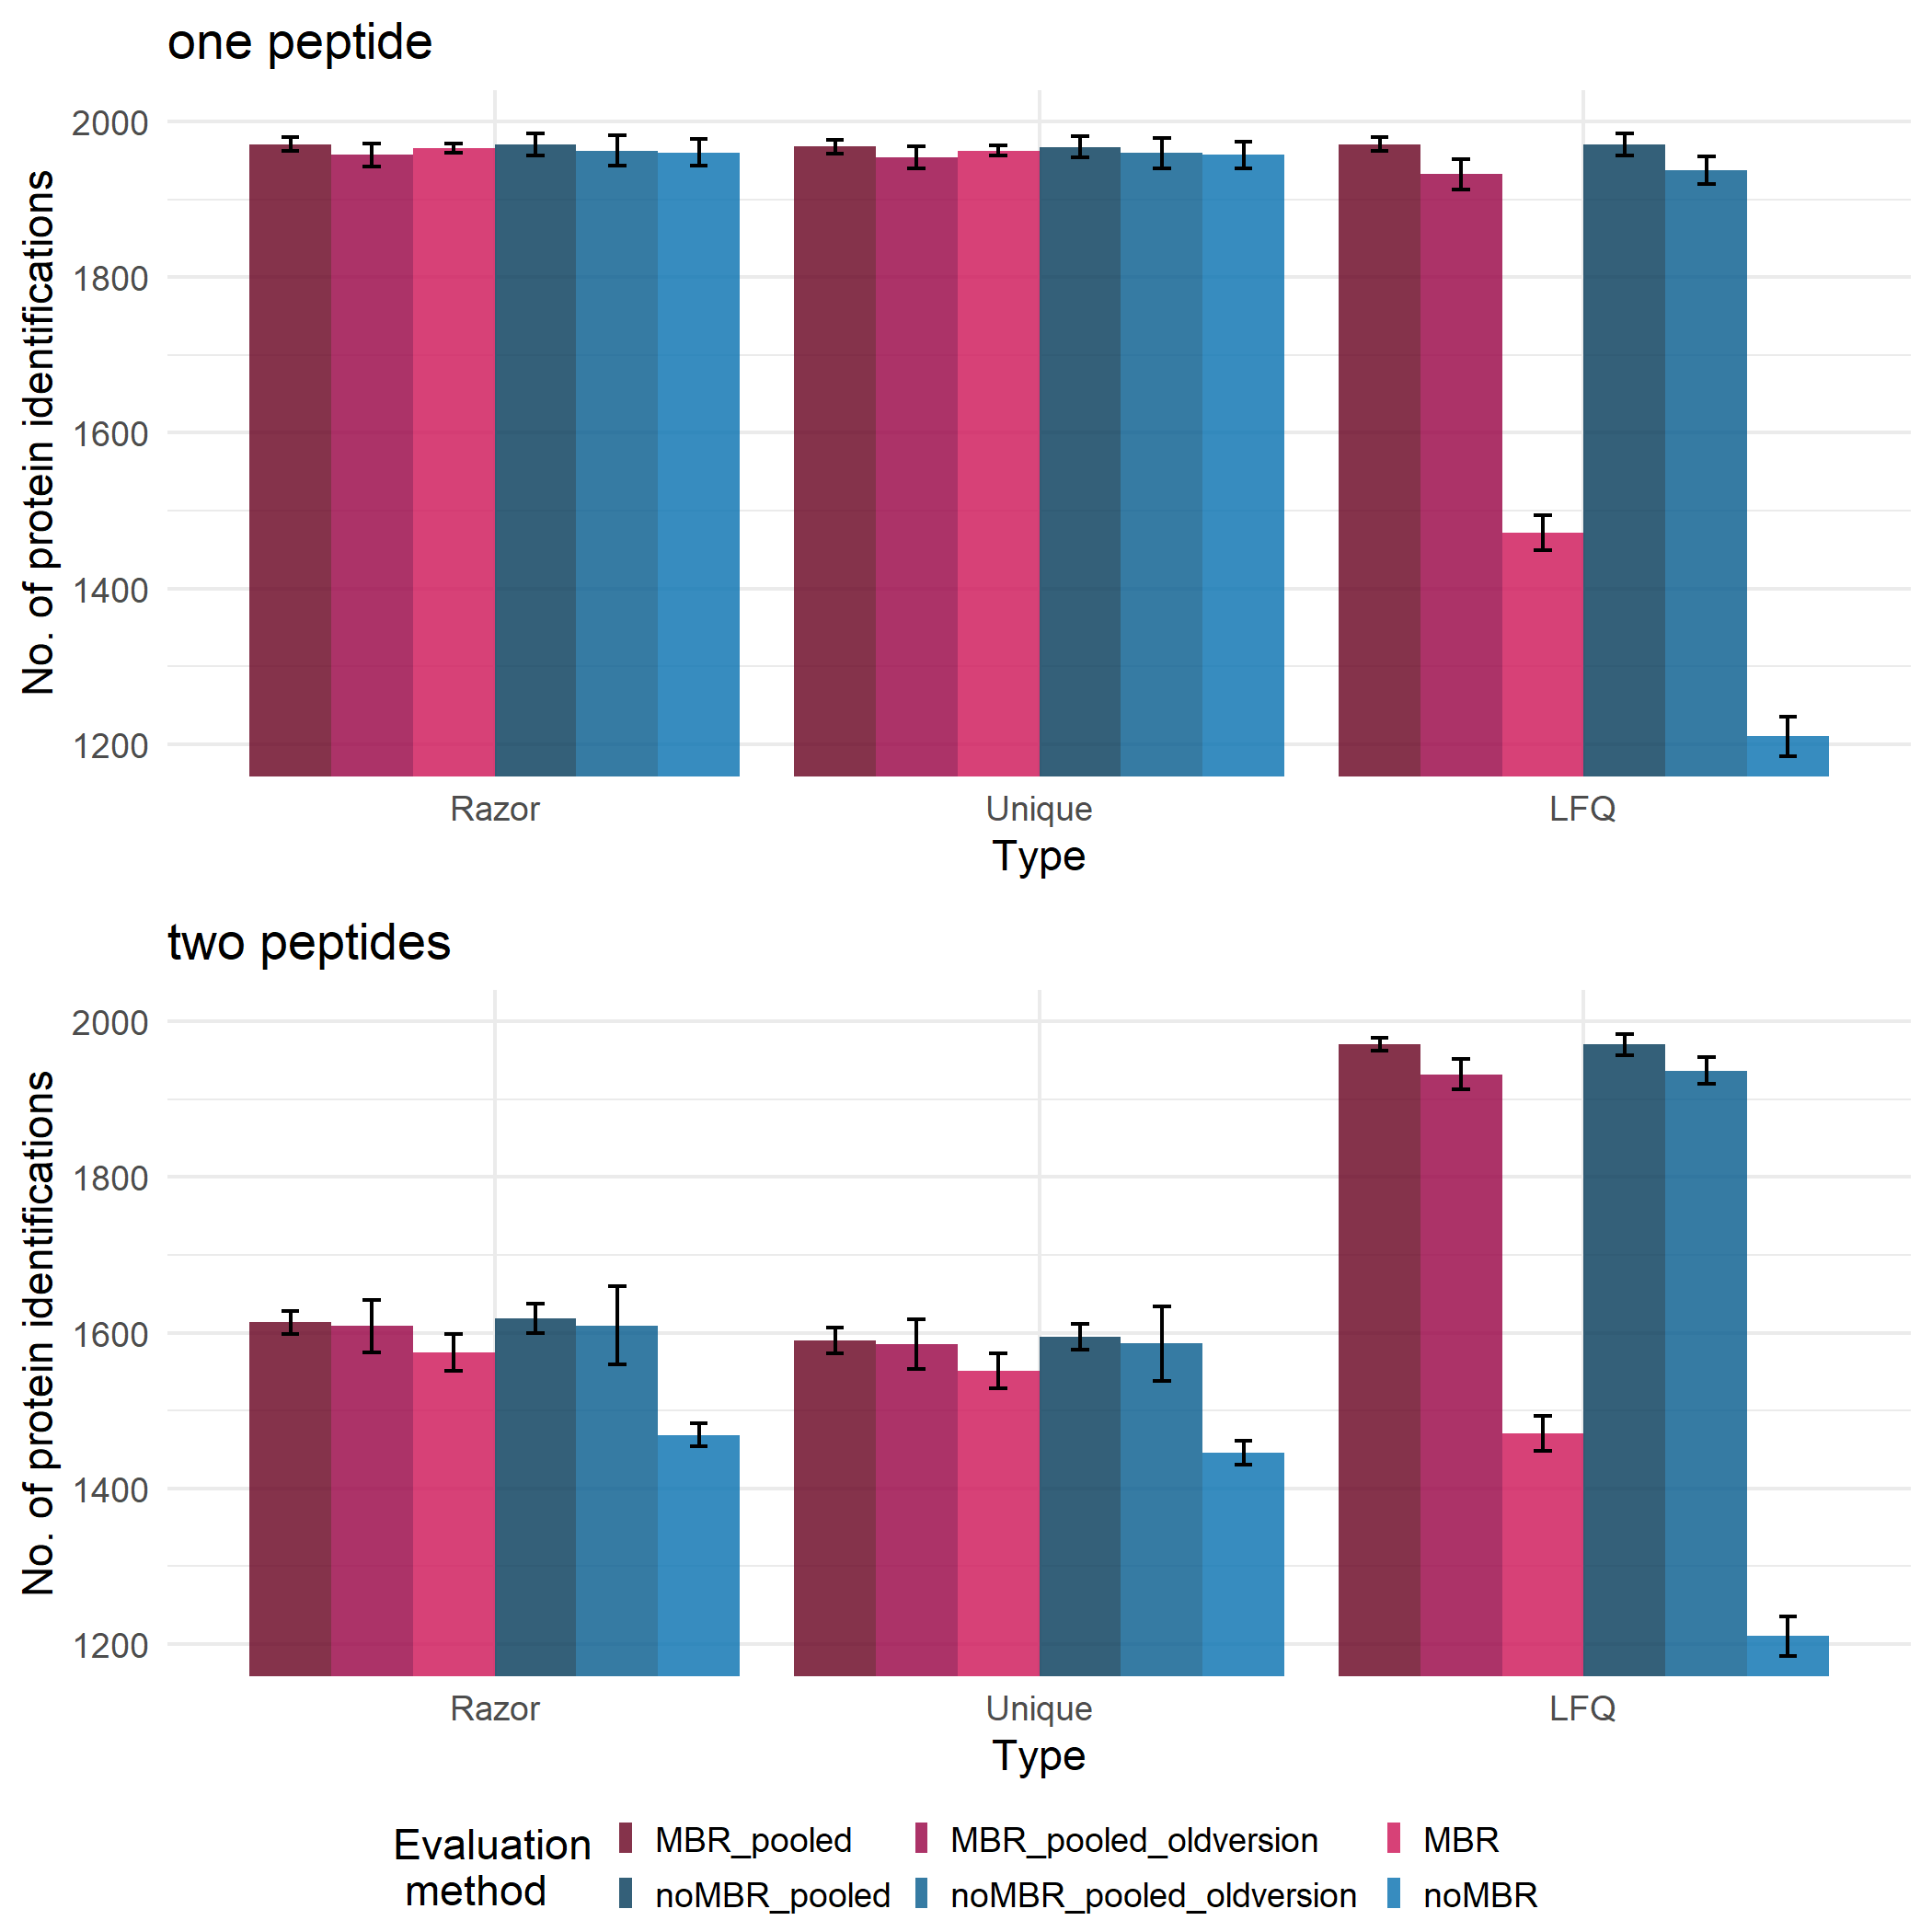 one peptide
No. of protein identifications
2000
1800
1600
1400
1200
Razor Unique LFQ
Type
two peptides
No. of protein identifications
2000
1800
1600
1400
1200
Razor Unique LFQ
Type
Evaluation
method
MBR_pooled MBR_pooled_oldversion MBR
noMBR_pooled noMBR_pooled_oldversion noMBR